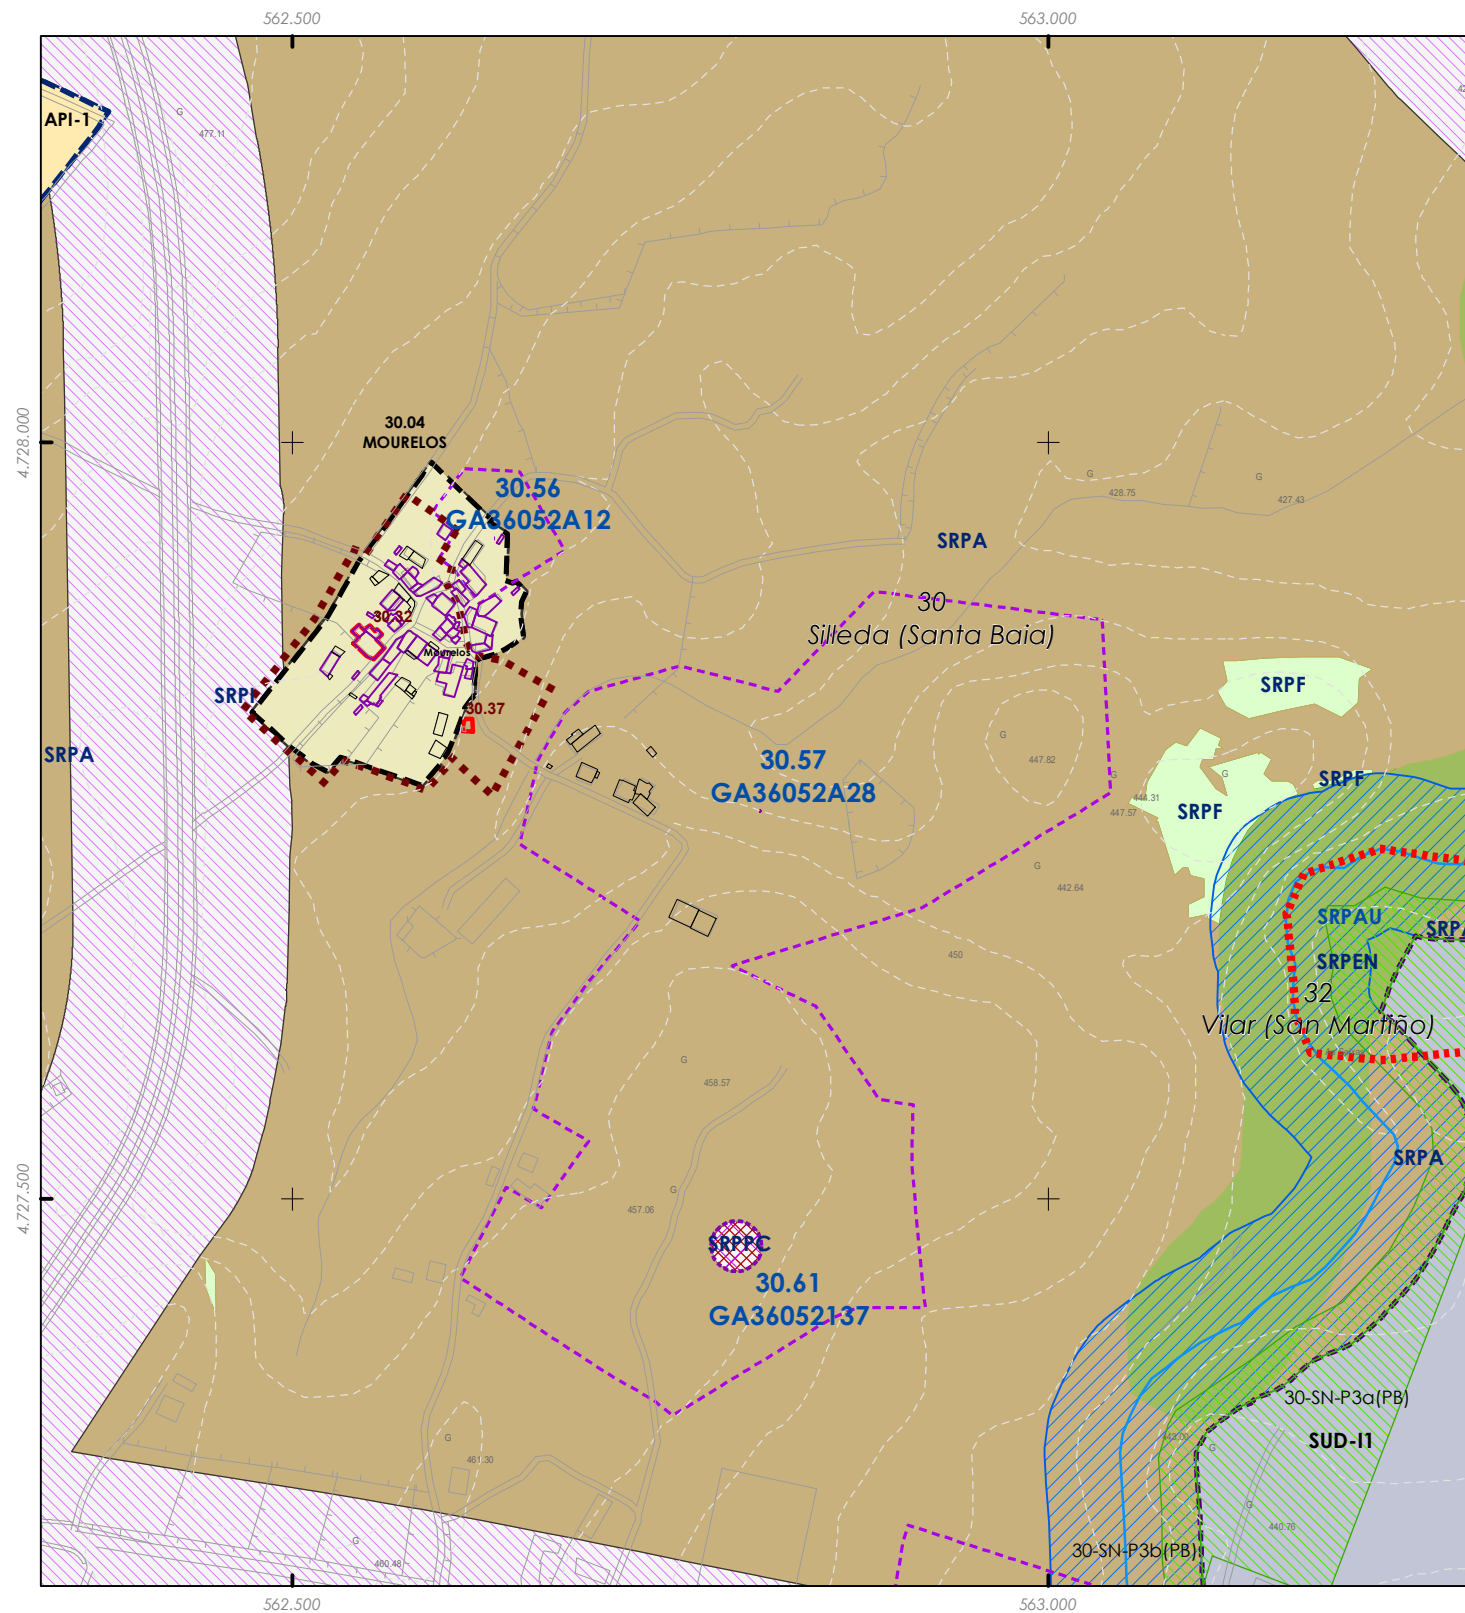 562.500
563.000
API-1
477.11
4.728.000
30.04
MOURELOS
30.56
GA36052A12
428.75
427.43
G
G
G
SRPA
30
Silleda (Santa Baia)
30.32
Mourelos
SRPI
30.37
SRPF
SRPA
30.57
GA36052A28
G
447.82
G
447.57
444.31
G
SRPF
SRPF
G
442.64
SRPAU
SRPA
450
SRPEN
32
Vilar (San Martiño)
G
458.57
SRPA
G
457.06
4.727.500
SRPPC
30.61
GA36052137
30-SN-P3a(PB)
SUD-I1
G
461.30
443.00
G
G
440.76
G
460.48
30-SN-P3b(PB)
562.500
563.000